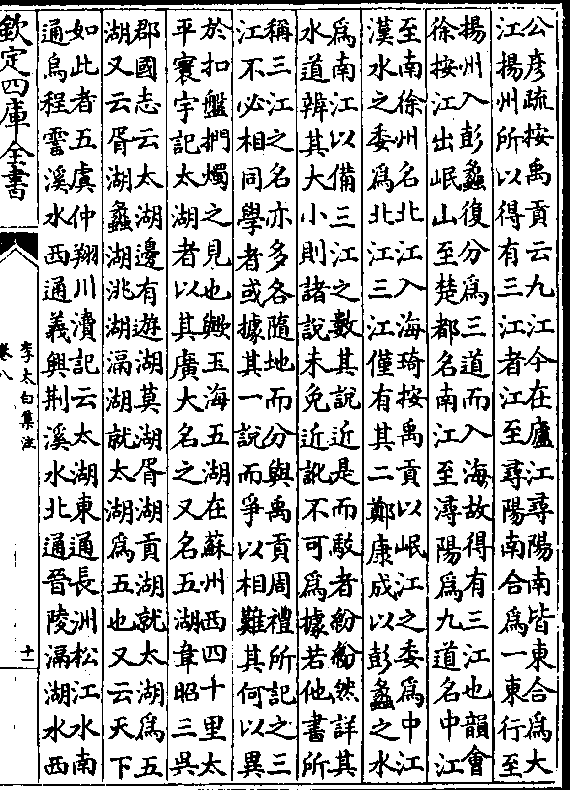 公彦疏按禹貢云九江今在廬江尋陽南皆東合為大
江揚州所以得有三江者江至尋陽南合為一東行至
揚州入彭蠡復分為三道而入海故得有三江也韻會
徐按江出岷山至楚都名南江至潯陽為九道名中江
至南徐州名北江入海琦按禹貢以岷江之委為中江
漢水之委為北江三江僅有其二鄭康成以彭蠡之水
為南江以備三江之數其說近是而敵者紛紛然詳其
水道辨其大小則諸說未免近訛不可為據若他書所
稱三江之名亦多各隨地而分與禹貢周禮所記之三
江不必相同學者或據其一說而爭以相難其何以異
於扣盤捫燭之見也歟玉海五湖在蘇州西四十里太
平寰宇記太湖者以其廣大名之又名五湖韋昭三吳
郡國志云太湖邊有遊湖莫湖胥湖貢湖就太湖為五
湖又云胥湖蠡湖洮湖滆湖就太湖為五也又云天下
如此者五虞仲翔川瀆記云太湖東通長洲松江水南
通烏程霅溪水西通義興荆溪水北通晉陵滆湖水西
欽定四庫全書
李太白集注
卷八
十一